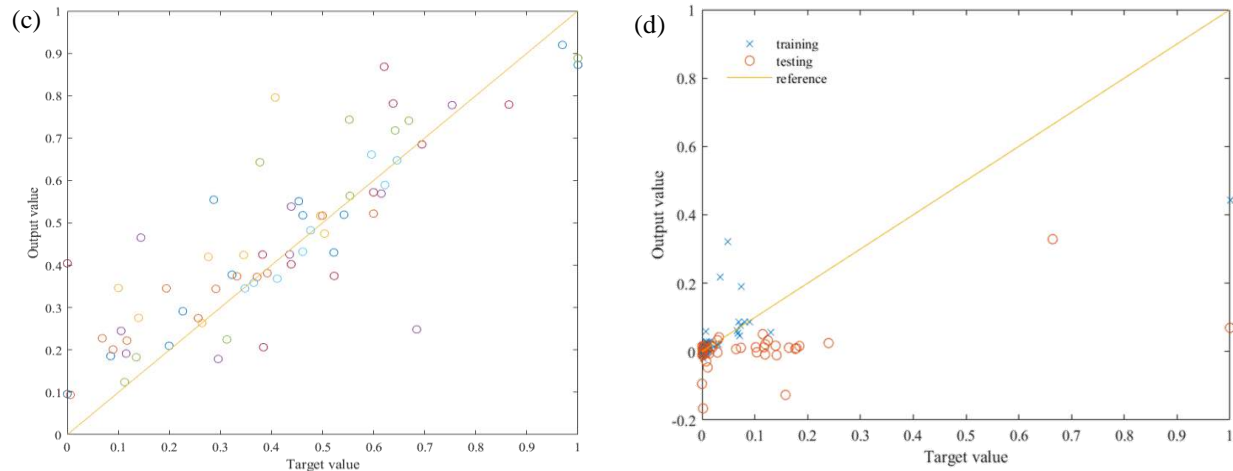 (c)
1
0.9
0.8
0.7
0.6
0.5
0.4
0.3
0.2
0.1
0
Output value
0 0.1 0.2 0.3 0.4 0.5 0.6 0.7 0.8 0.9 1
Target value
(d)
1
0.8
0.6
0.4
0.2
0
-0.2
Output value
training
testing
reference
0 0.1 0.2 0.3 0.4 0.5 0.6 0.7 0.8 0.9 1
Target value